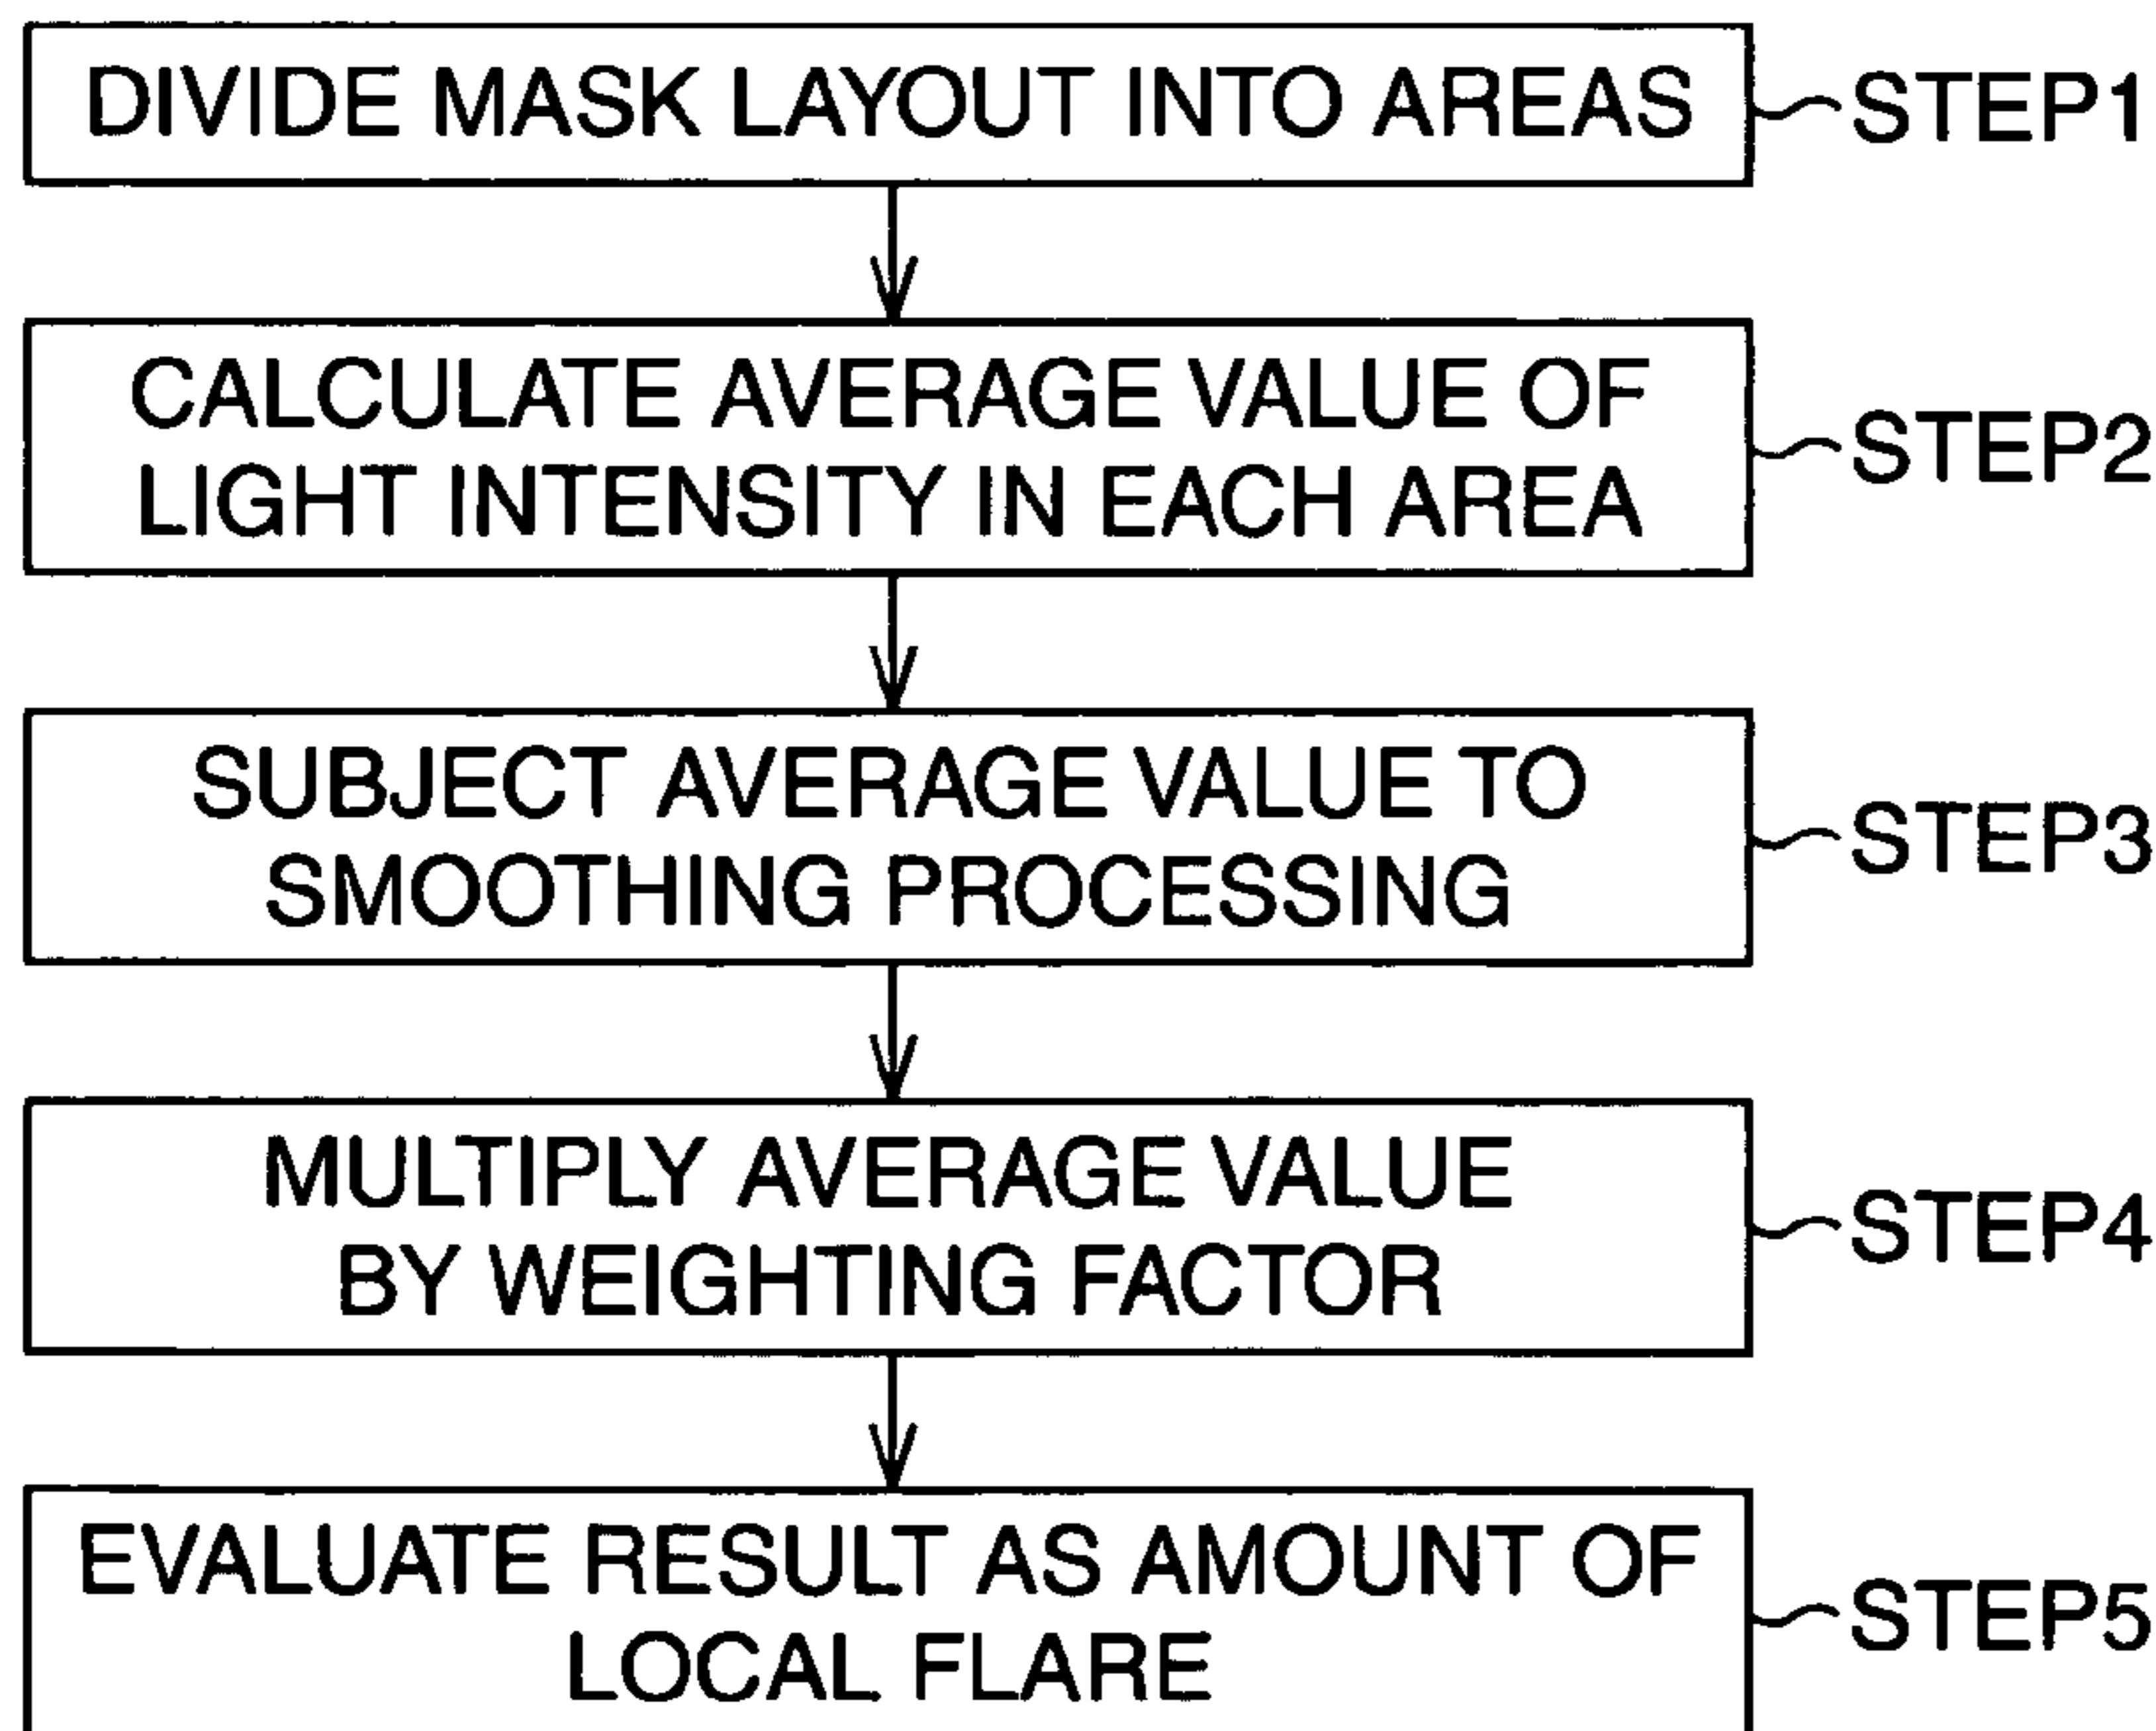 DIVIDE MASK LAYOUT INTO AREAS
STEP1
CALCULATE AVERAGE VALUE OF
LIGHT INTENSITY IN EACH AREA
STEP2
SUBJECT AVERAGE VALUE TO
SMOOTHING PROCESSING
STEP3
MULTIPLY AVERAGE VALUE
BY WEIGHTING FACTOR
STEP4
EVALUATE RESULT AS AMOUNT OF
LOCAL FLARE
STEP5